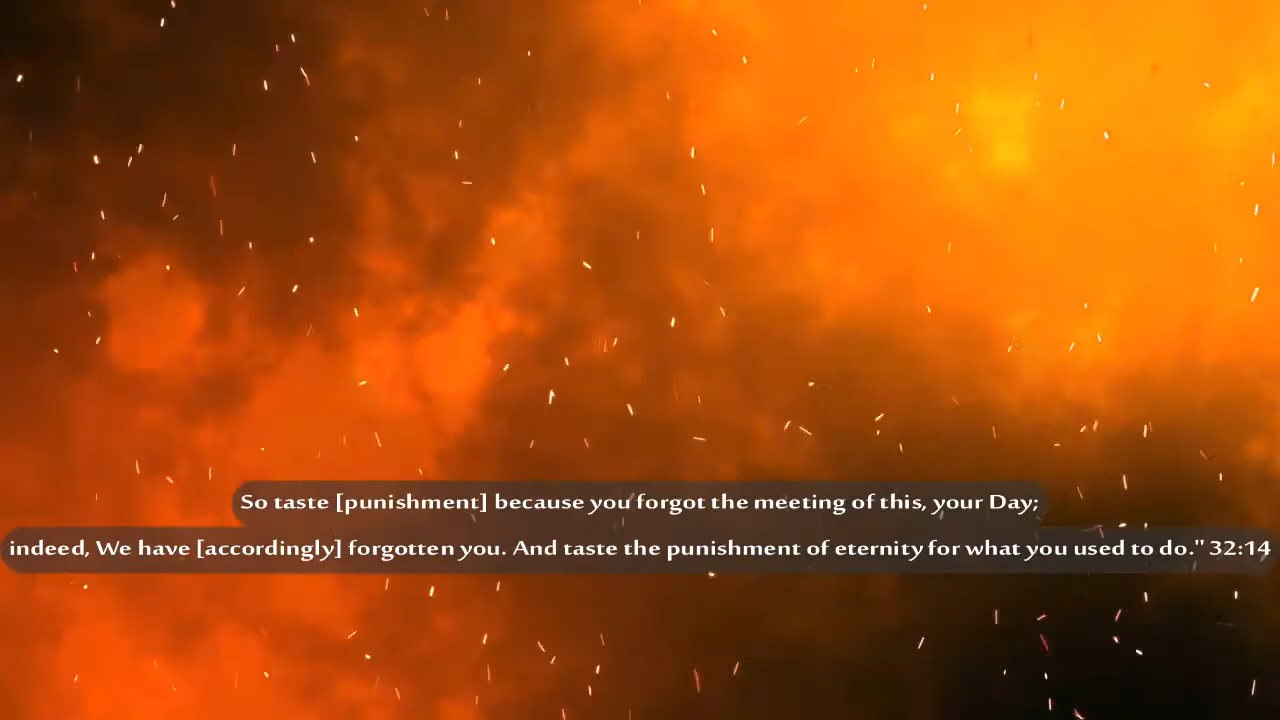 So taste [punishment] because you forgot the meeting of this, your Day;
indeed, We have [accordingly] forgotten you. And taste the punishment of eternity for what you used to do." 32:14